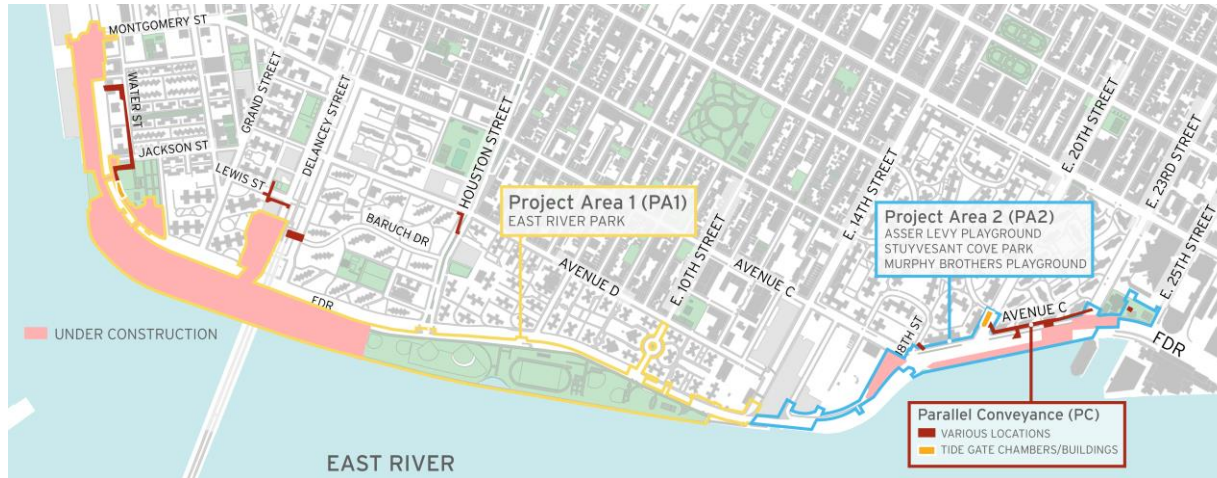 MONTGOMERY ST
WATER ST
JACKSON ST
GRAND STREET
LEWIS ST
DELANCEY STREET
BARUCH DR
HOUSTON STREET
FDR
UNDER CONSTRUCTION
Project Area 1 (PA1)
EAST RIVER PARK
AVENUE D
E. 10TH STREET
AVENUE C
E. 14TH STREET
Project Area 2 (PA2)
ASSER LEVY PLAYGROUND
STUYVESANT COVE PARK
MURPHY BROTHERS PLAYGROUND
E. 20TH STREET
E. 23RD STREET
E. 25TH STREET
18TH ST
AVENUE C
FDR
Parallel Conveyance (PC)
VARIOUS LOCATIONS
TIDE GATE CHAMBERS/BUILDINGS
EAST RIVER